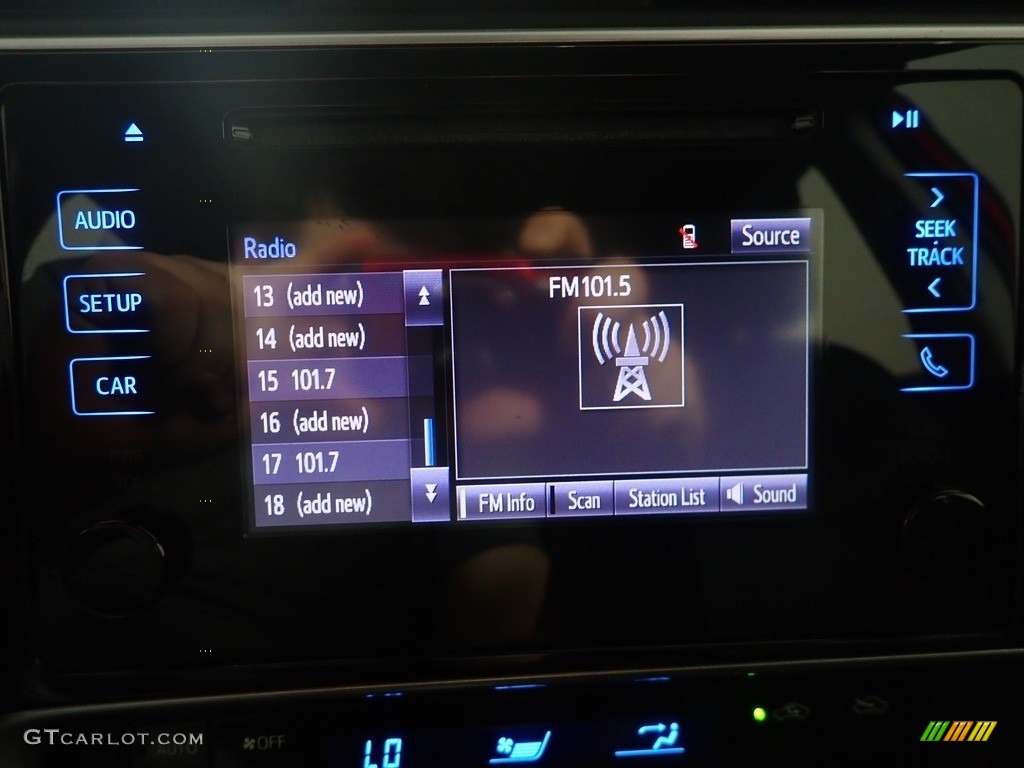 AUDIO
SETUP
CAR
Radio
Source
13 (add new)
14 (add new)
15 101.7
16 (add new)
17 101.7
18 (add new)
FM101.5
FM Info
Scan
Station List
Sound
SEEK
TRACK
AUTO
OFF
LO
GTCARLOT.COM